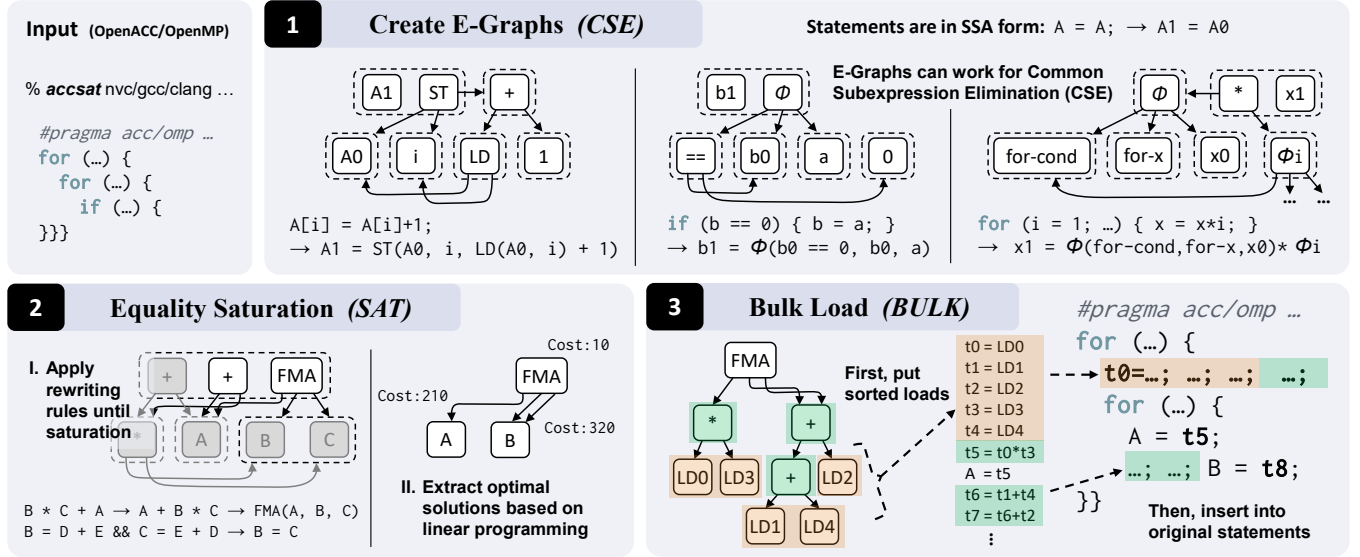 Input (OpenACC/OpenMP)
% accsat nvc/gcc/clang …
#pragma acc/omp …
for (…) {
for (…) {
if (…) {
}}}
1 Create E-Graphs (CSE)
Statements are in SSA form: A = A; → A1 = A0
A1 ST +
A0 i LD 1
A[i] = A[i]+1;
→ A1 = ST(A0, i, LD(A0, i) + 1)
E-Graphs can work for Common
Subexpression Elimination (CSE)
b1 Φ
== b0 a 0
if (b == 0) { b = a; }
→ b1 = Φ(b0 == 0, b0, a)
Φ * x1
for-cond for-x x0 Φi
… …
for (i = 1; …) { x = x*i; }
→ x1 = Φ(for-cond,for-x,x0)* Φi
2 Equality Saturation (SAT)
I. Apply
rewriting
rules until
saturation
+ + FMA
* A B C
B * C + A → A + B * C → FMA(A, B, C)
B = D + E && C = E + D → B = C
Cost:10
FMA
Cost:210
A B
Cost:320
II. Extract optimal
solutions based on
linear programming
3 Bulk Load (BULK)
FMA
* +
LD0 LD3 + LD2
LD1 LD4
First, put
sorted loads
t0 = LD0
t1 = LD1
t2 = LD2
t3 = LD3
t4 = LD4
t5 = t0*t3
A = t5
t6 = t1+t4
t7 = t6+t2
⋮
#pragma acc/omp …
for (…) {
t0=…; …; …; …;
for (…) {
A = t5;
…; …; B = t8;
}}
Then, insert into
original statements